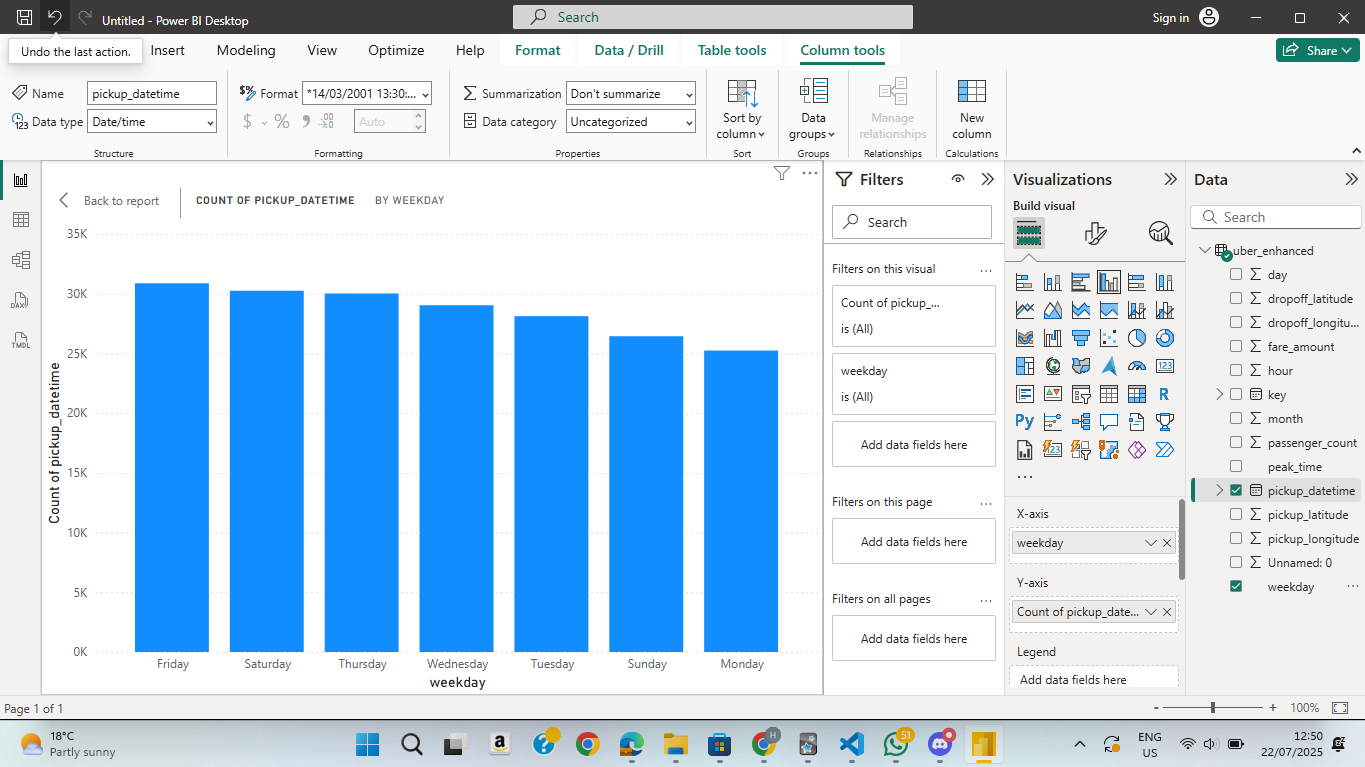 Untitled - Power BI Desktop
Search
Sign in
Undo the last action.
Insert
Modeling
View
Optimize
Help
Format
Data / Drill
Table tools
Column tools
Share
Name
pickup_datetime
Data type
Date/time
Structure
Format
*14/03/2001 13:30:...
$
%
Auto
Formatting
Summarization
Don't summarize
Data category
Uncategorized
Properties
Sort by
column
Sort
Data
groups
Groups
Manage
relationships
Relationships
New
column
Calculations
Back to report
COUNT OF PICKUP_DATETIME
BY WEEKDAY
35K
30K
25K
20K
15K
10K
5K
0K
Count of pickup_datetime
Friday
Saturday
Thursday
Wednesday
Tuesday
Sunday
Monday
weekday
Filters
Search
Filters on this visual
Count of pickup_...
is (All)
weekday
is (All)
Add data fields here
Filters on this page
Add data fields here
Filters on all pages
Add data fields here
Visualizations
Build visual
123
R
Py
123
...
X-axis
weekday
Y-axis
Count of pickup_date...
Legend
Add data fields here
Data
Search
uber_enhanced
day
dropoff_latitude
dropoff_longitu...
fare_amount
hour
key
month
passenger_count
peak_time
pickup_datetime
pickup_latitude
pickup_longitude
Unnamed: 0
weekday
DAX
TMDL
Page 1 of 1
- + 100%
18°C
Partly sunny
51
H
ENG
US
12:50
22/07/2025